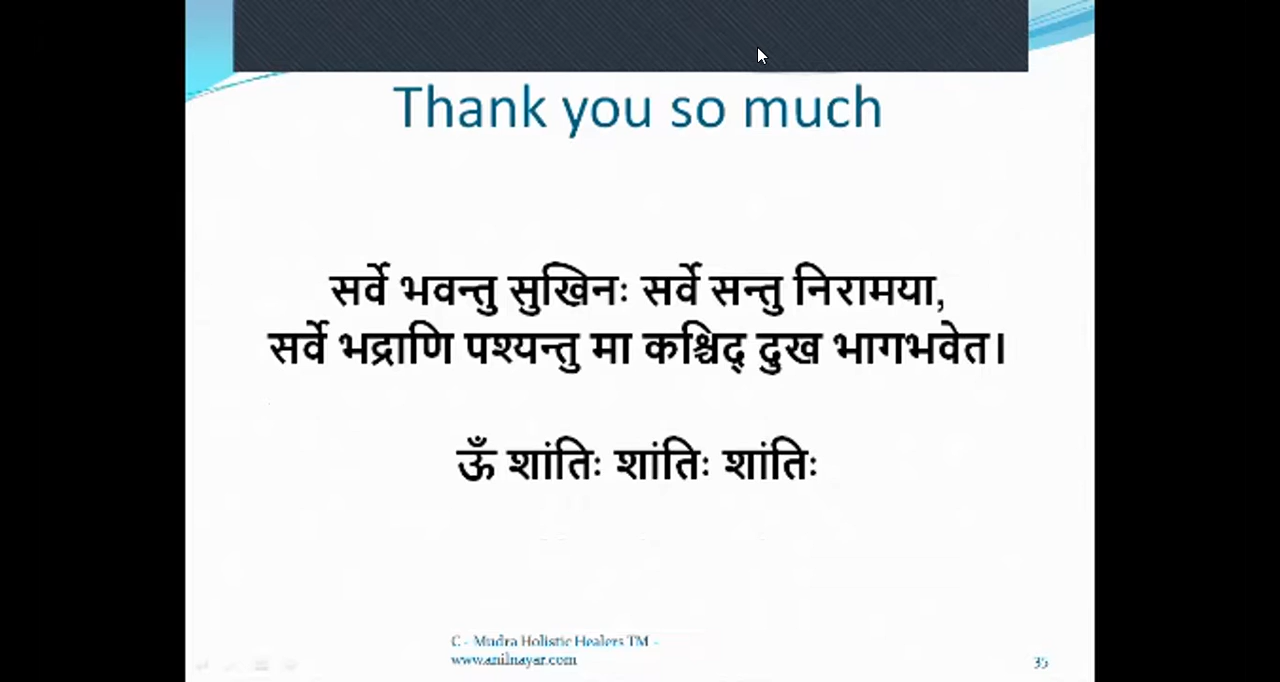 Thank you so much
सर्वे भवन्तु सुखिनः सर्वे सन्तु निरामया,
सर्वे भद्राणि पश्यन्तु मा कश्चिद् दुख भागभवेत।
ऊँ शांतिः शांतिः शांतिः
C - Mudra Holistic Healers TM -
www.anilnayar.com
35